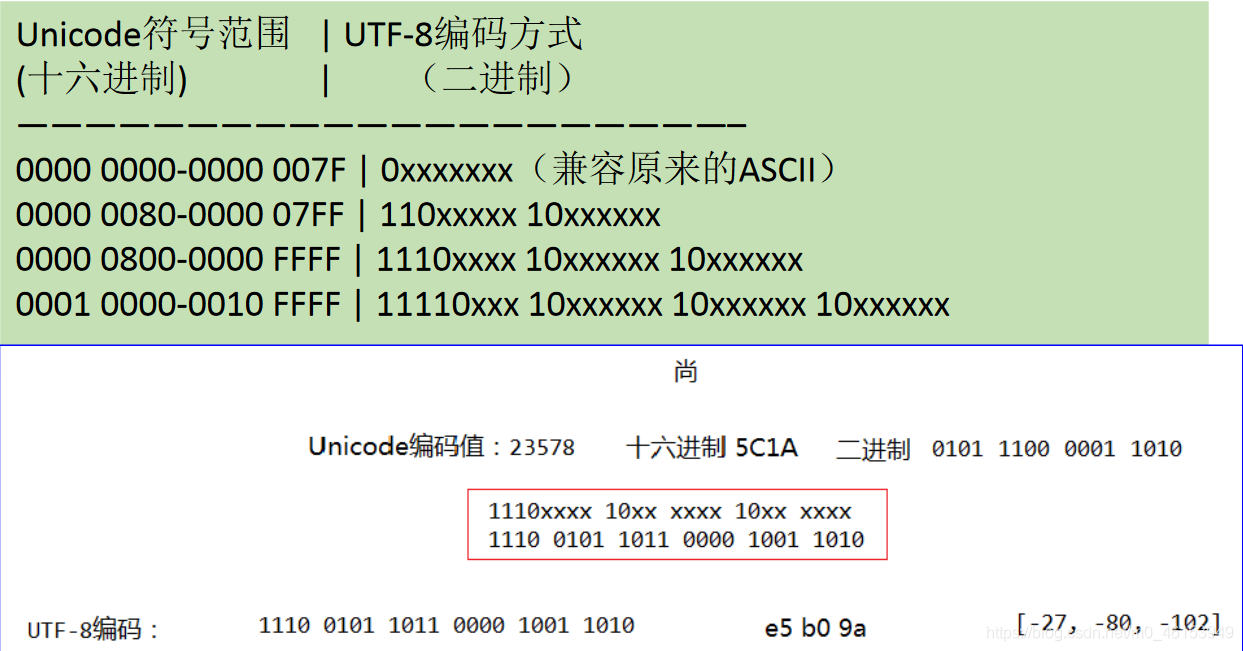 Unicode符号范围 | UTF-8编码方式
(十六进制) | （二进制）
———————————————————————–
0000 0000-0000 007F | 0xxxxxxx（兼容原来的ASCII）
0000 0080-0000 07FF | 110xxxxx 10xxxxxx
0000 0800-0000 FFFF | 1110xxxx 10xxxxxx 10xxxxxx
0001 0000-0010 FFFF | 11110xxx 10xxxxxx 10xxxxxx 10xxxxxx
尚
Unicode编码值：23578 十六进制 5C1A 二进制 0101 1100 0001 1010
1110xxxx 10xx xxxx 10xx xxxx
1110 0101 1011 0000 1001 1010
UTF-8编码： 1110 0101 1011 0000 1001 1010 e5 b0 9a [-27, -80, -102]